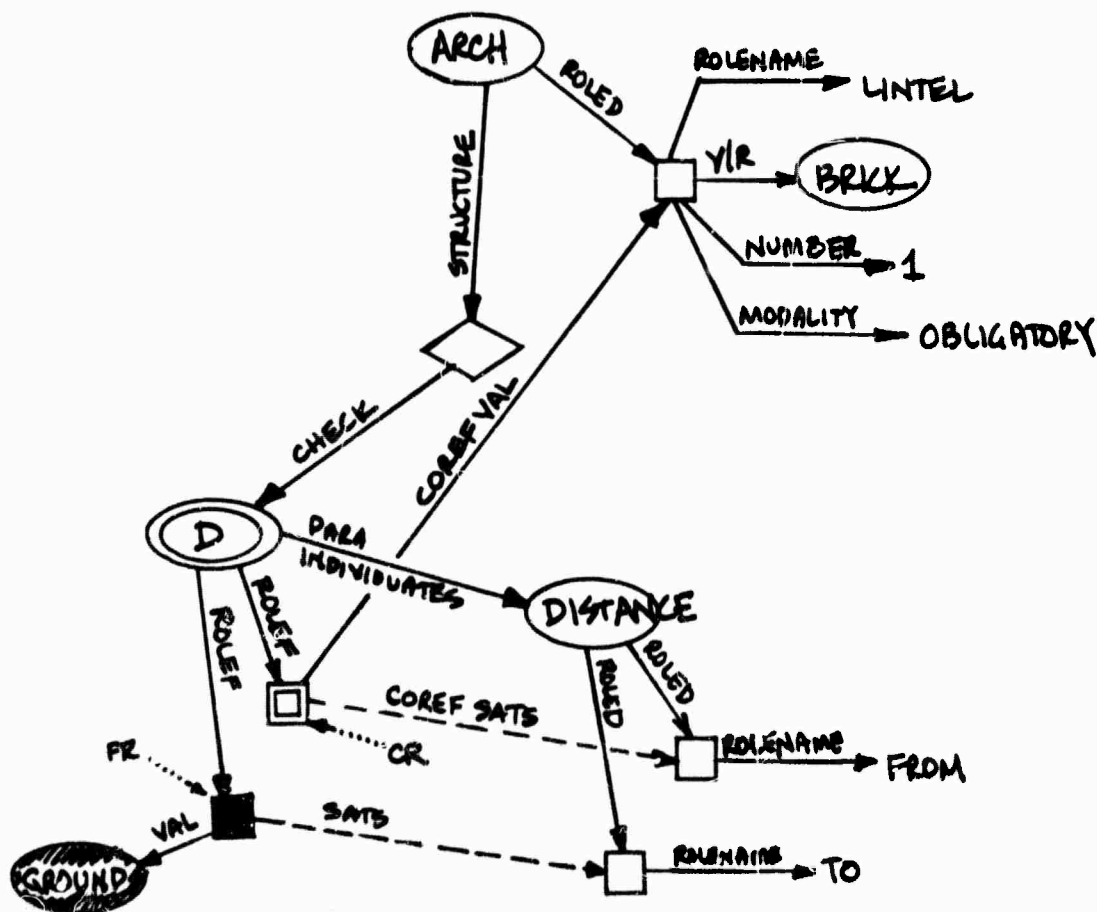 ARCH
ROLED
ROLENAME
LINTEL
STRUCTURE
V/R
BRICK
NUMBER
1
MODALITY
OBLIGATORY
CHECK
COREF VAL
D
PARA
INDIVIDUATES
DISTANCE
ROLEF
ROLEF
ROLED
ROLED
COREF SATS
FR
CR
ROLENAME
FROM
VAL
SATS
GROUND
ROLENAME
TO